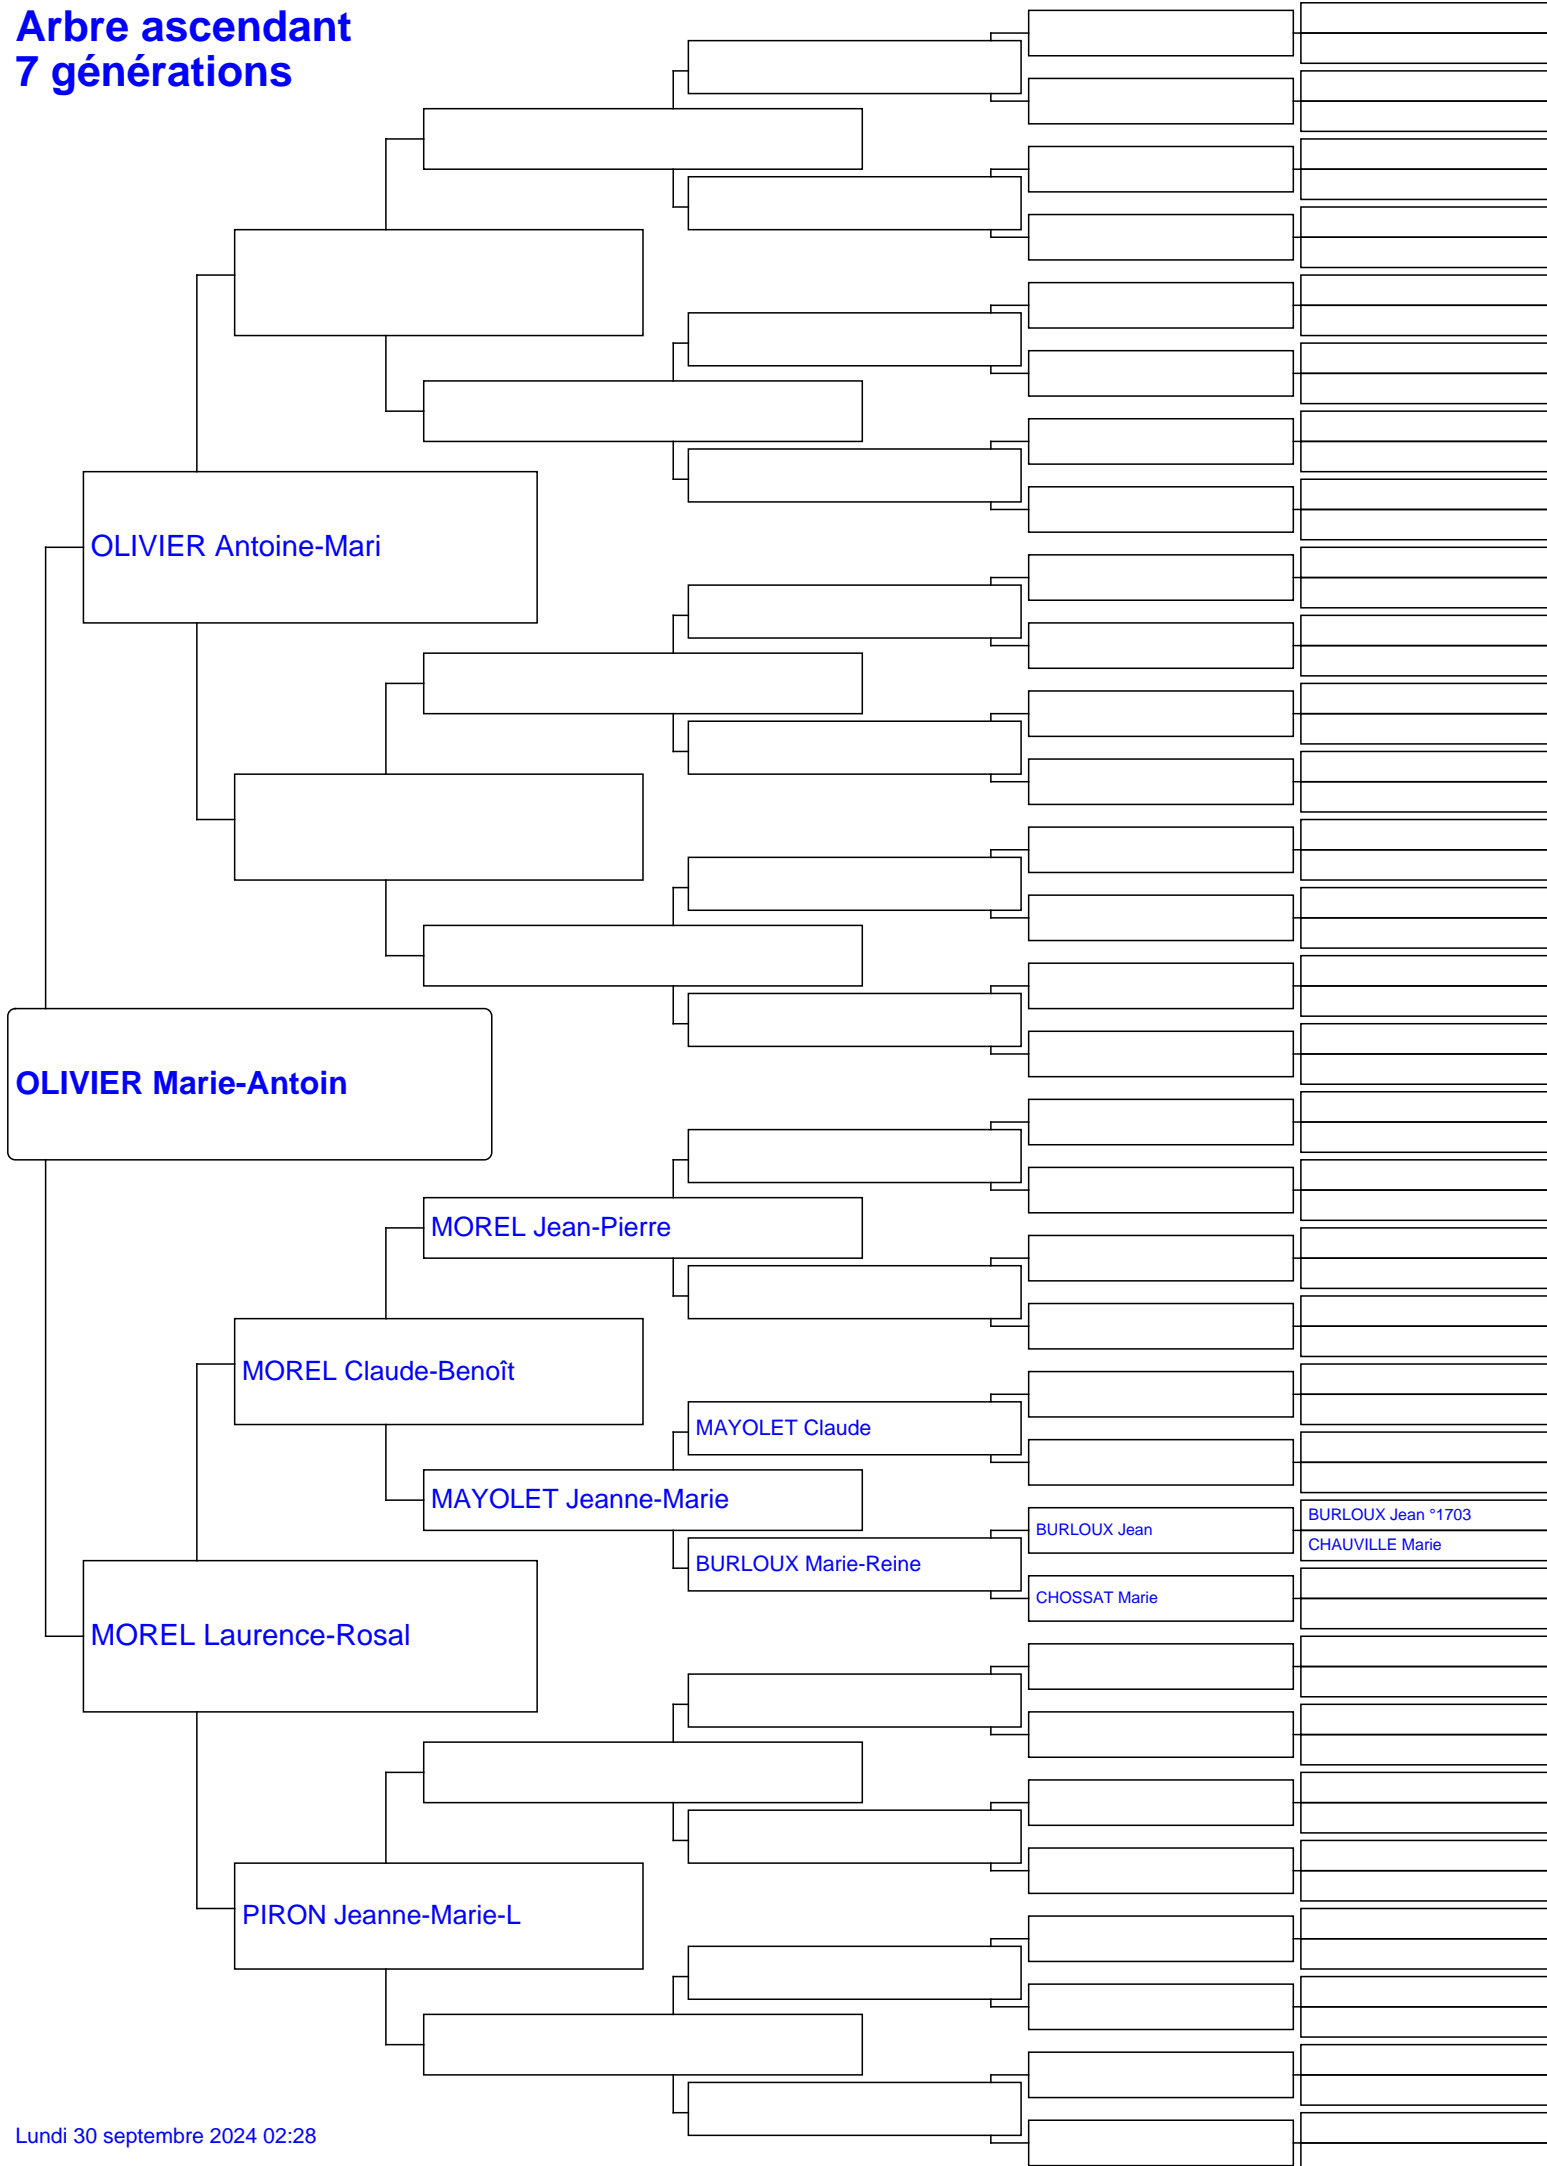 Arbre ascendant
7 générations
OLIVIER Antoine-Mari
OLIVIER Marie-Antoin
MOREL Jean-Pierre
MOREL Claude-Benoît
MAYOLET Claude
MAYOLET Jeanne-Marie
BURLOUX Jean °1703
BURLOUX Jean
CHAUVILLE Marie
BURLOUX Marie-Reine
CHOSSAT Marie
MOREL Laurence-Rosal
PIRON Jeanne-Marie-L
Lundi 30 septembre 2024 02:28